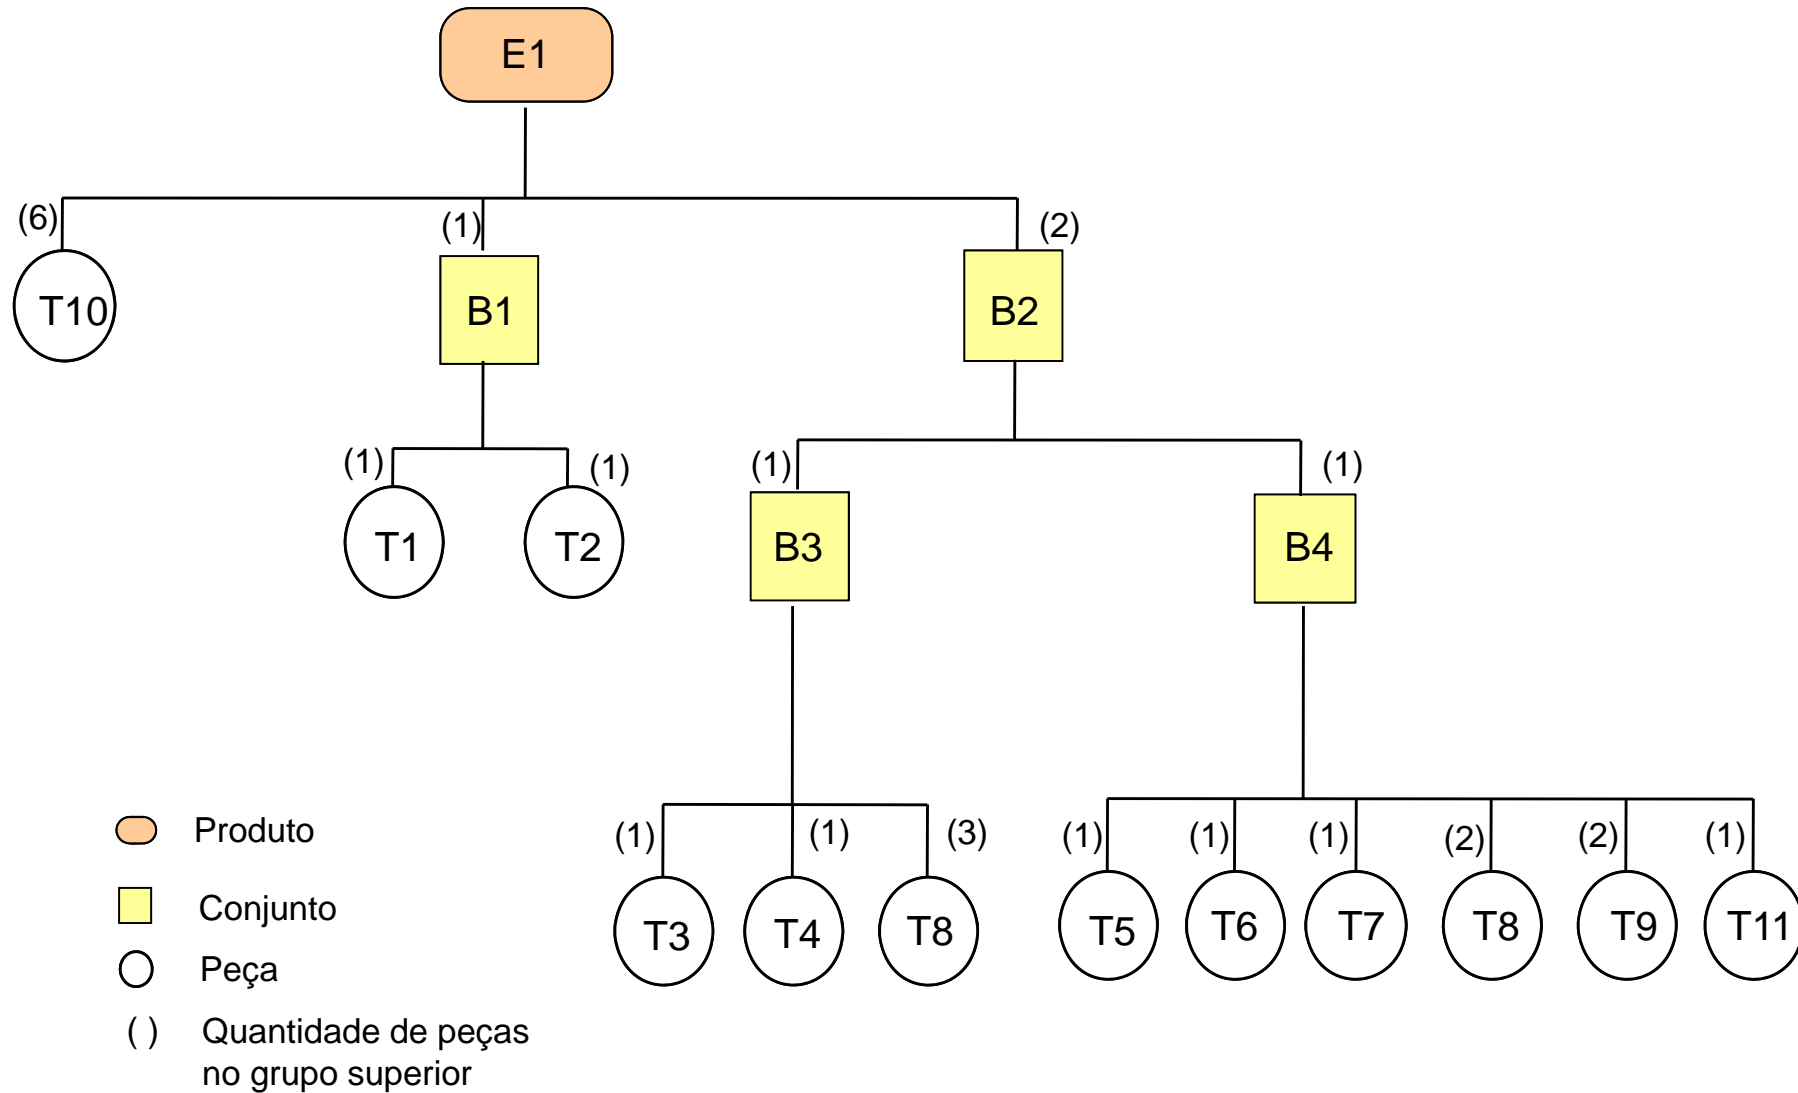 E1
(6)
(1)
(2)
T10
B1
B2
(1)
(1)
(1)
(1)
T1
T2
B3
B4
(1)
(1)
(3)
(1)
(1)
(1)
(2)
(2)
(1)
T3
T4
T8
T5
T6
T7
T8
T9
T11
Produto
Conjunto
Peça
( ) Quantidade de peças
no grupo superior